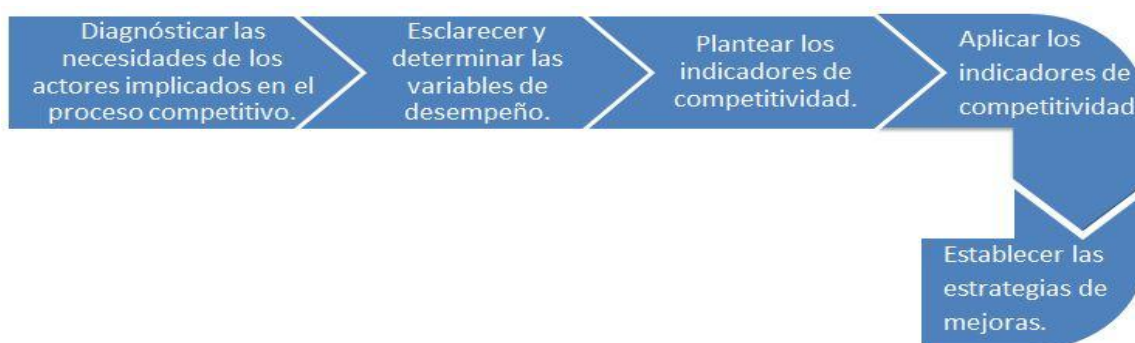 Diagnósticar las
necesidades de los
actores implicados en el
proceso competitivo.
Esclarecer y
determinar las
variables de
desempeño.
Plantear los
indicadores de
competitividad.
Aplicar los
indicadores de
competitividad
Establecer las
estrategias de
mejoras.